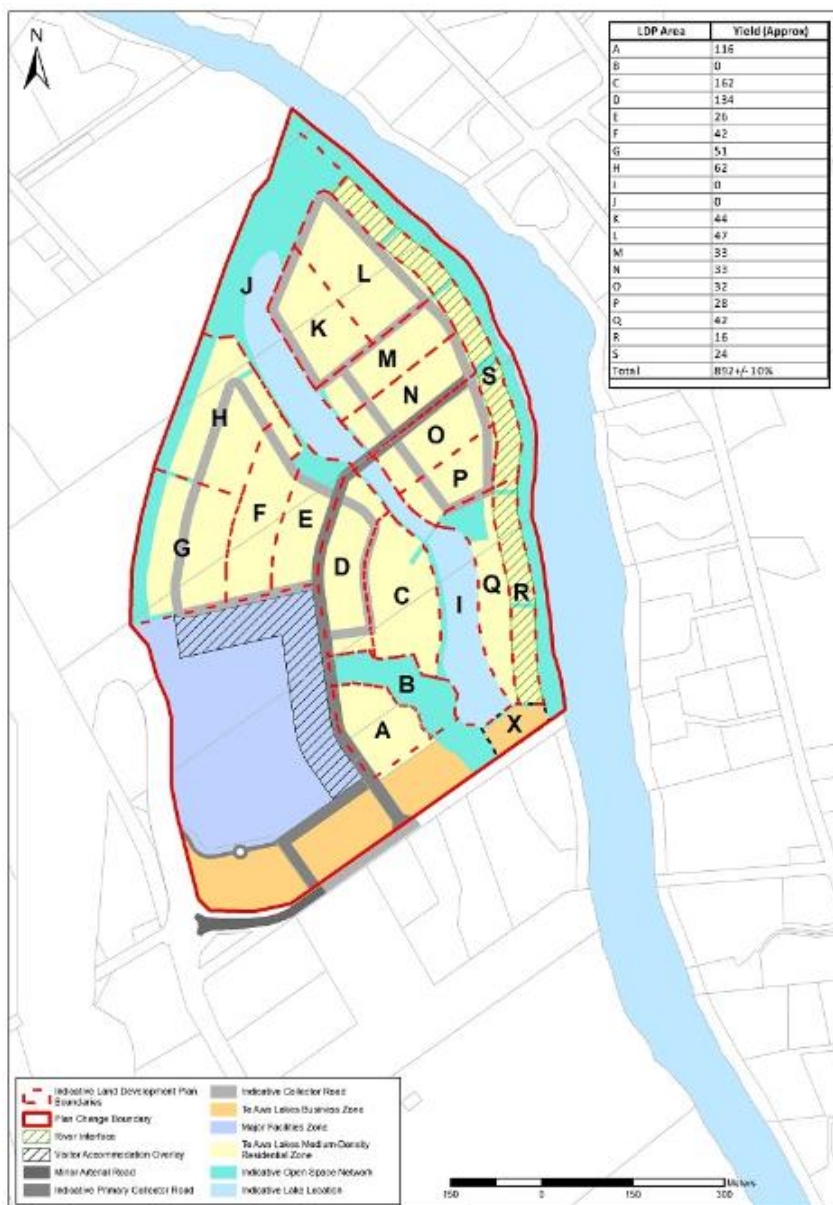 N
LDP Area Yield (Approx)
A 116
B 0
C 162
D 134
E 26
F 42
G 51
H 62
I 0
J 0
K 44
L 47
M 33
N 33
O 32
P 28
Q 42
R 16
S 24
Total 892+/- 10%
L
J
K
M
S
N
H
O
P
F
E
G
D
C
I
Q
R
B
X
A
Indicative Land Development Plan
Boundaries
Plan Change Boundary
River Interface
Visitor Accommodation Overlay
Minor Arterial Road
Indicative Primary Collector Road
Indicative Collector Road
Te Awa Lakes Business Zone
Major Facilities Zone
Te Awa Lakes Medium-Density
Residential Zone
Indicative Open Space Network
Indicative Lake Location
150 0 150 300 Meters